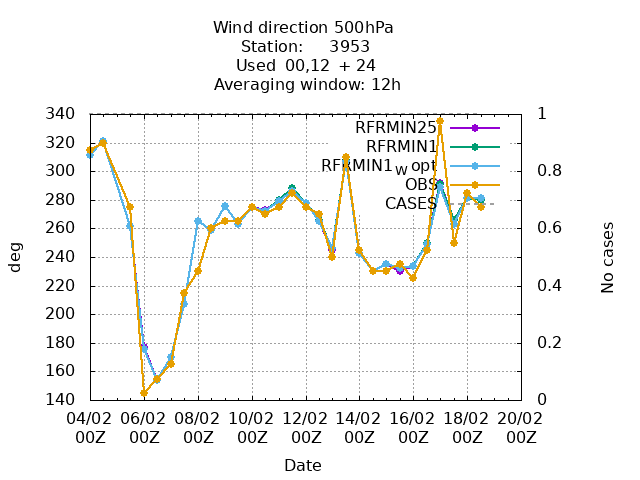 Wind direction 500hPa
Station: 3953
Used 00,12 + 24
Averaging window: 12h
340
320
300
280
260
240
220
200
180
160
140
1
0.8
0.6
0.4
0.2
0
RFRMIN25
RFRMIN1
RFRMIN1w opt
OBS
CASES
deg
No cases
04/02 06/02 08/02 10/02 12/02 14/02 16/02 18/02 20/02
00Z 00Z 00Z 00Z 00Z 00Z 00Z 00Z 00Z
Date